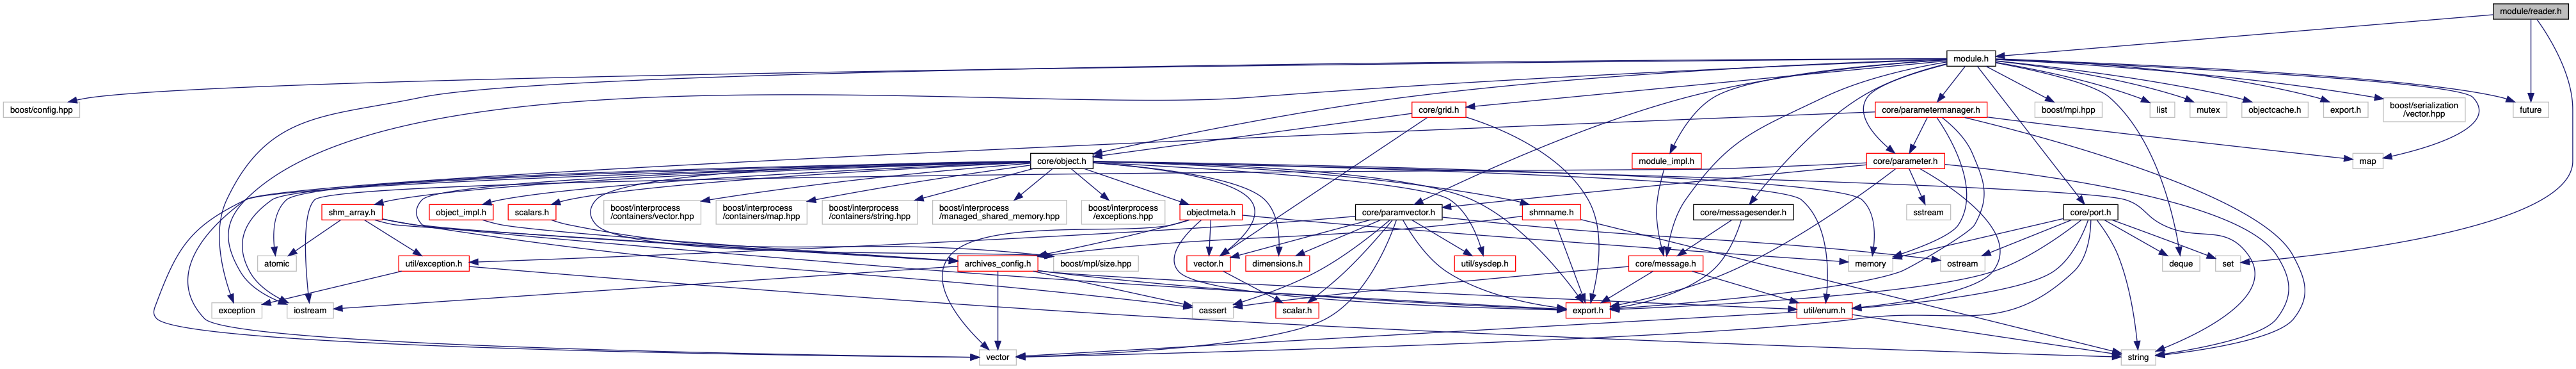 module/reader.h
module.h
boost/config.hpp
core/grid.h
core/parametermanager.h
boost/mpi.hpp
list
mutex
objectcache.h
export.h
boost/serialization
/vector.hpp
future
core/object.h
module_impl.h
core/parameter.h
map
shm_array.h
object_impl.h
scalars.h
boost/interprocess
/containers/vector.hpp
boost/interprocess
/containers/map.hpp
boost/interprocess
/containers/string.hpp
boost/interprocess
/managed_shared_memory.hpp
boost/interprocess
/exceptions.hpp
objectmeta.h
core/paramvector.h
shmname.h
core/messagesender.h
sstream
core/port.h
atomic
util/exception.h
archives_config.h
boost/mpl/size.hpp
vector.h
dimensions.h
util/sysdep.h
core/message.h
memory
ostream
deque
set
exception
iostream
cassert
scalar.h
export.h
util/enum.h
vector
string